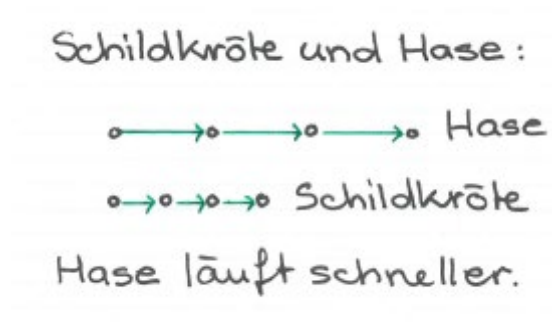 Schildkröte und Hase:
Hase
Schildkröte
Hase läuft schneller.